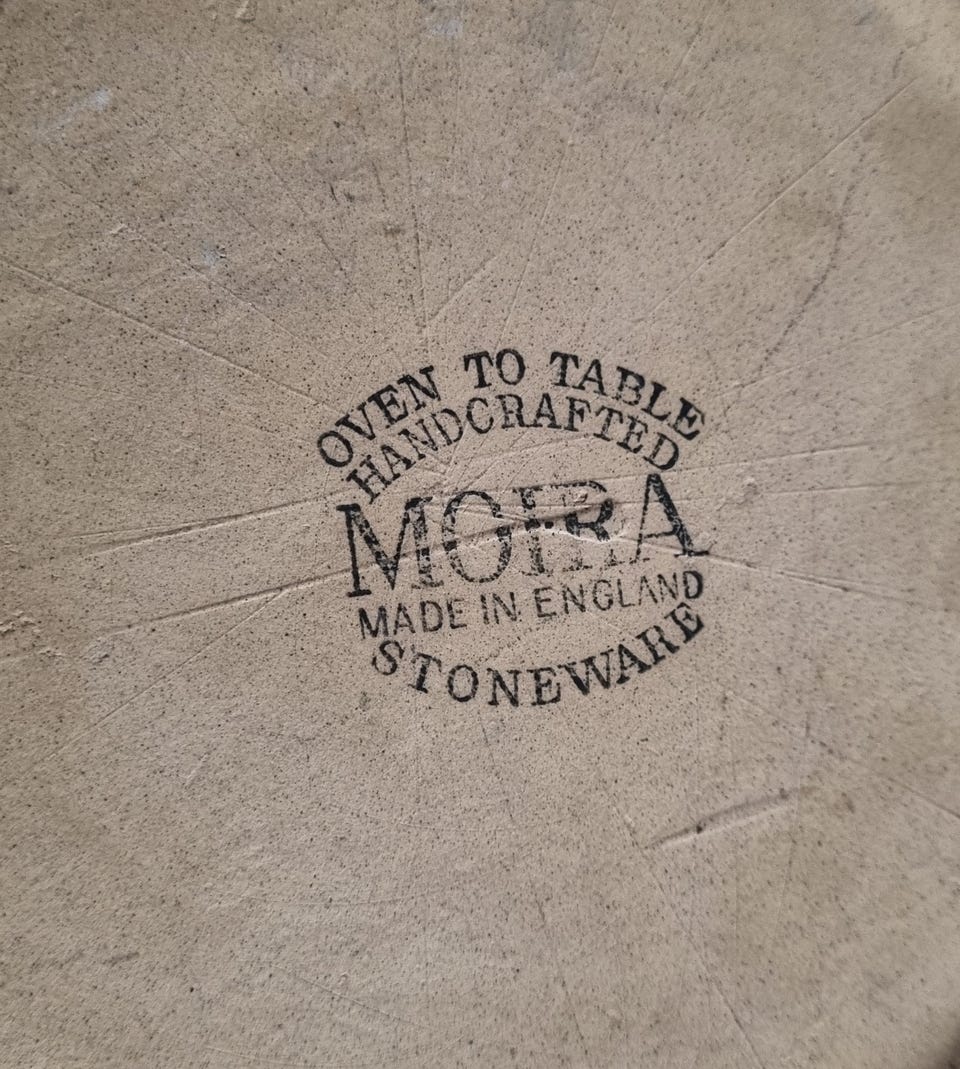 OVEN TO TABLE
HANDCRAFTED
MOIRA
MADE IN ENGLAND
STONEWARE